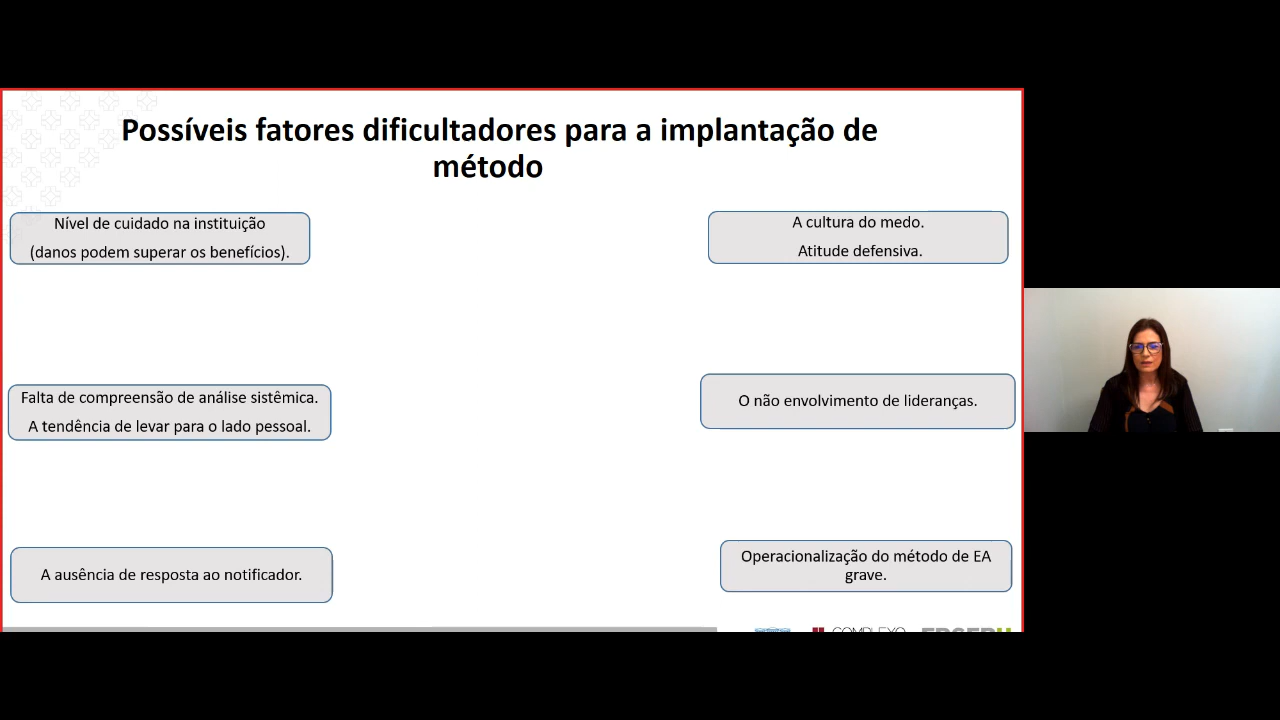 Possíveis fatores dificultadores para a implantação de
método
Nível de cuidado na instituição
(danos podem superar os benefícios).
A cultura do medo.
Atitude defensiva.
Falta de compreensão de análise sistêmica.
A tendência de levar para o lado pessoal.
O não envolvimento de lideranças.
A ausência de resposta ao notificador.
Operacionalização do método de EA
grave.
COMPLEXO
EBSERH